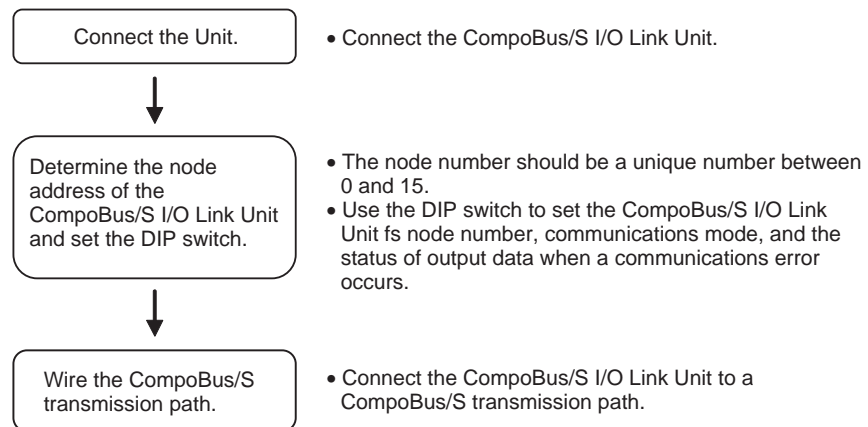 Connect the Unit.
• Connect the CompoBus/S I/O Link Unit.
Determine the node
address of the
CompoBus/S I/O Link Unit
and set the DIP switch.
• The node number should be a unique number between
0 and 15.
• Use the DIP switch to set the CompoBus/S I/O Link
Unit fs node number, communications mode, and the
status of output data when a communications error
occurs.
Wire the CompoBus/S
transmission path.
• Connect the CompoBus/S I/O Link Unit to a
CompoBus/S transmission path.